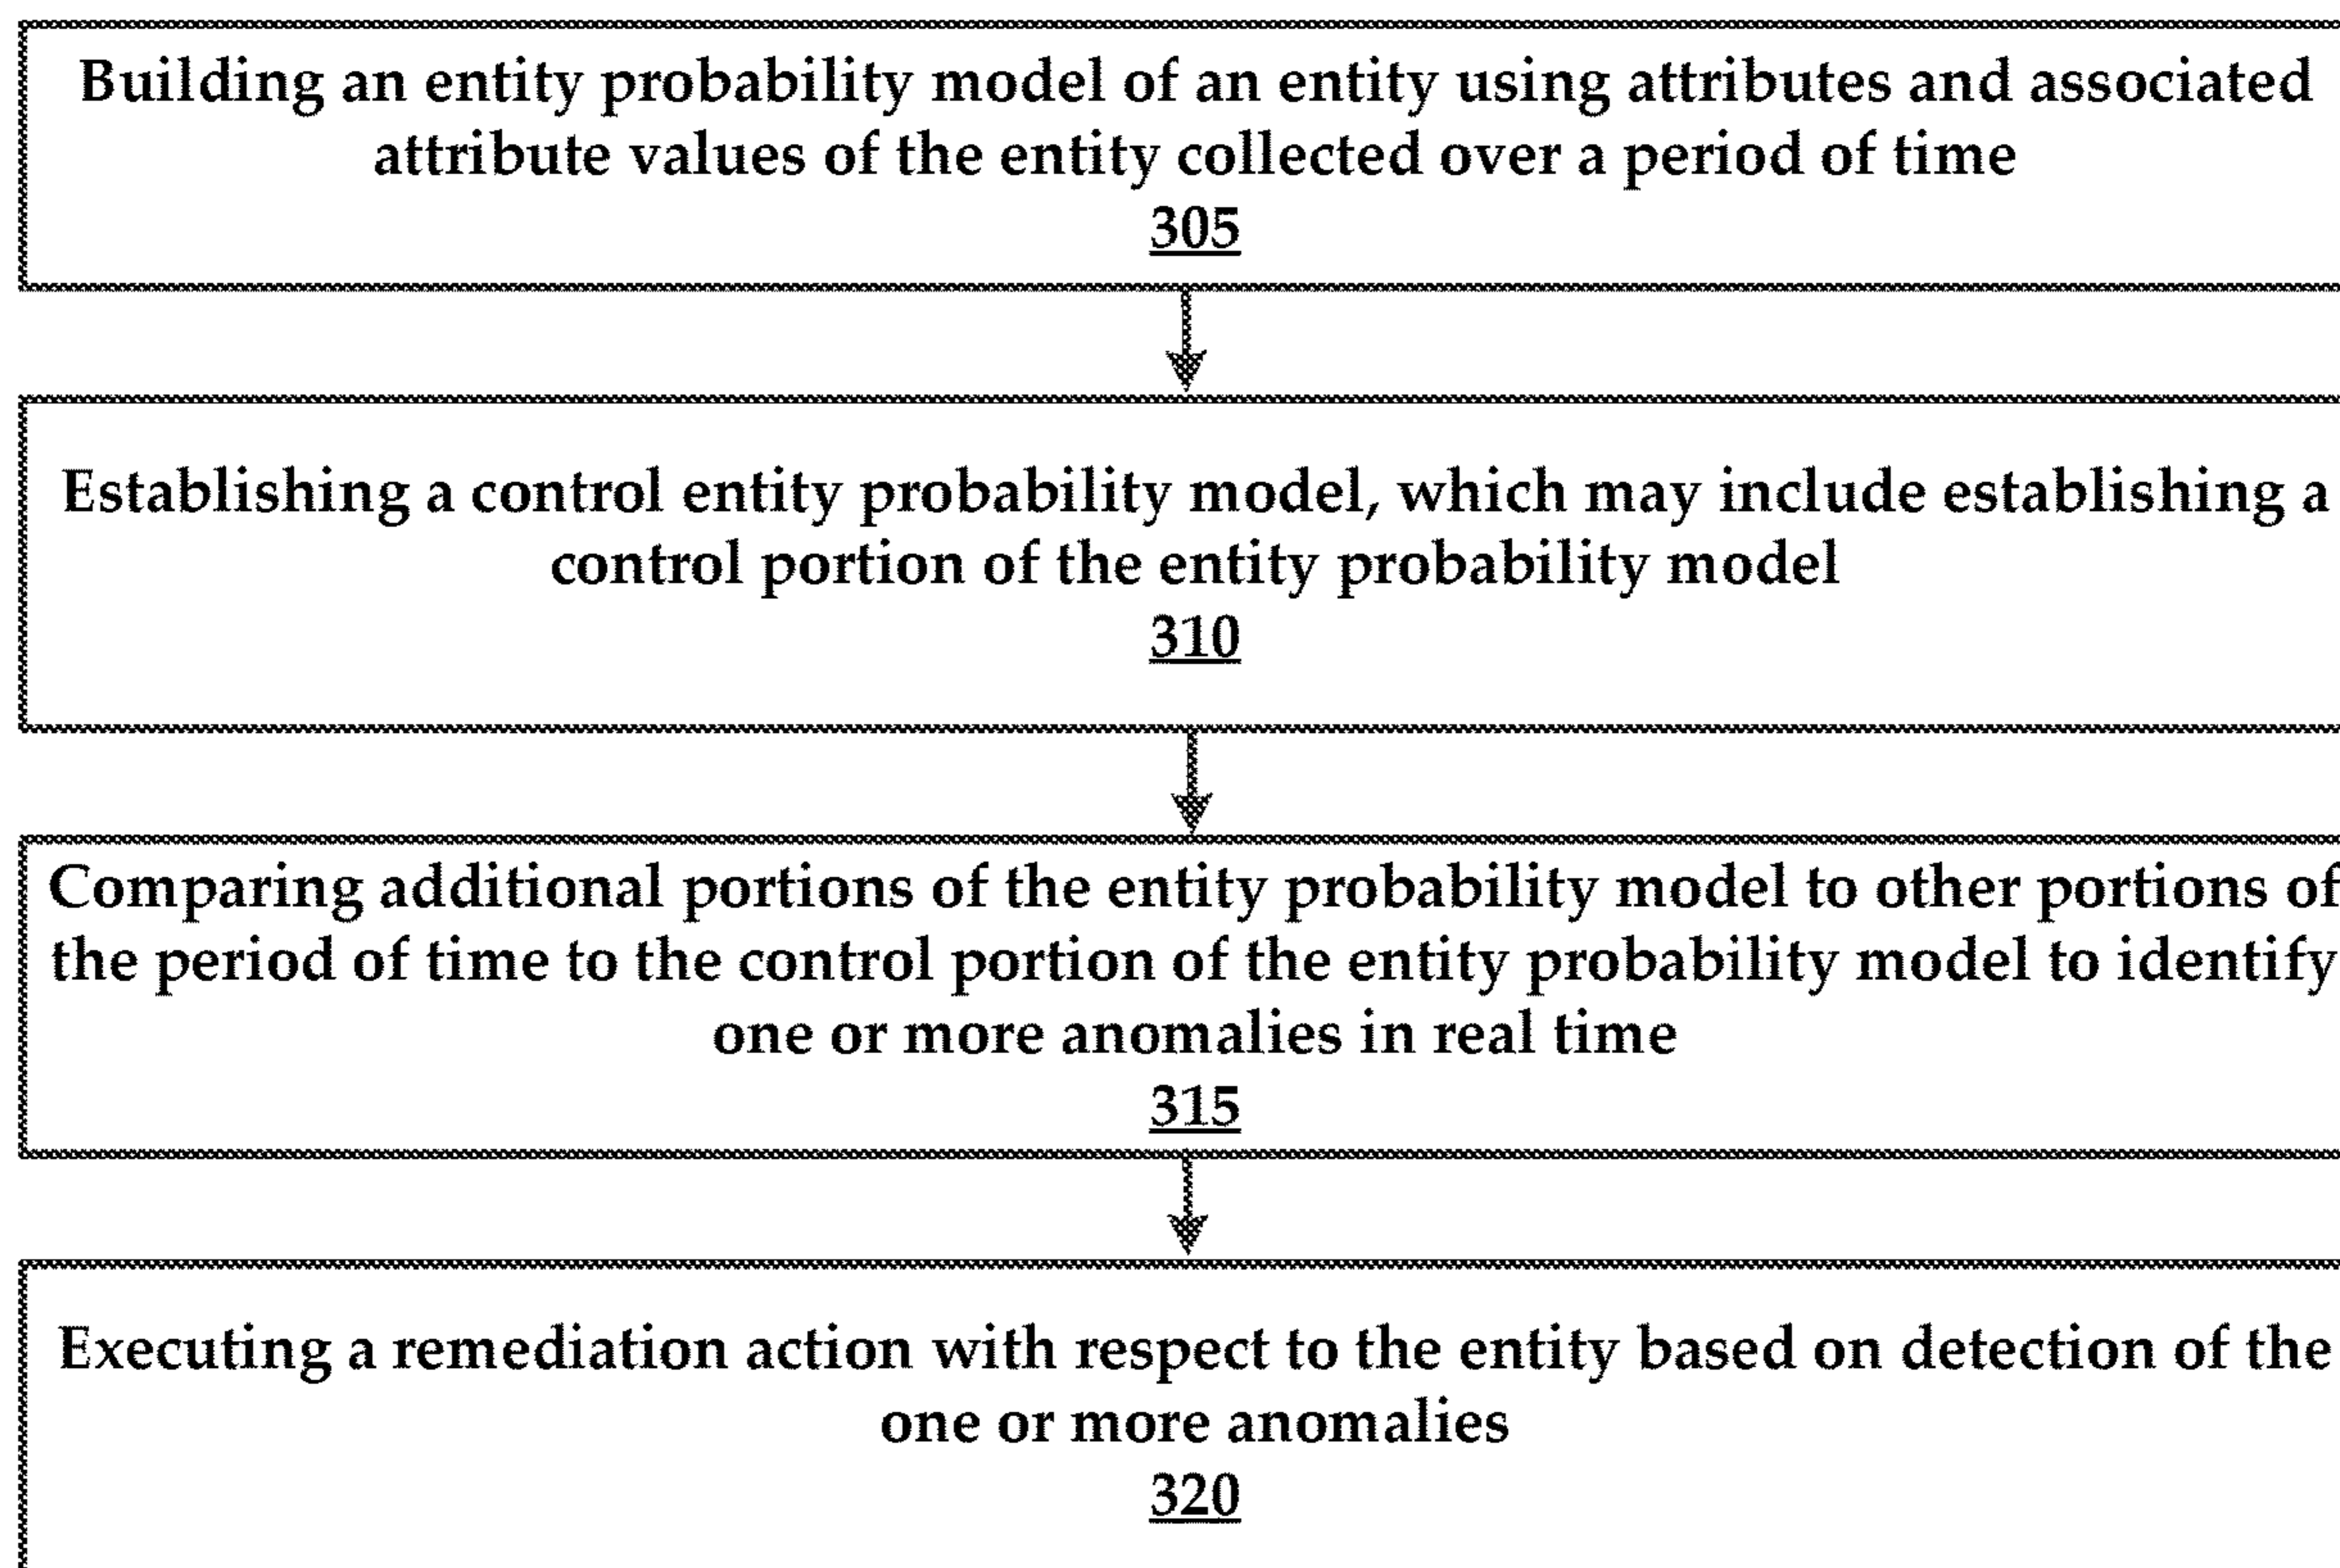 Building an entity probability model of an entity using attributes and associated
attribute values of the entity collected over a period of time
305
Establishing a control entity probability model, which may include establishing a
control portion of the entity probability model
310
Comparing additional portions of the entity probability model to other portions of
the period of time to the control portion of the entity probability model to identify
one or more anomalies in real time
315
Executing a remediation action with respect to the entity based on detection of the
one or more anomalies
320